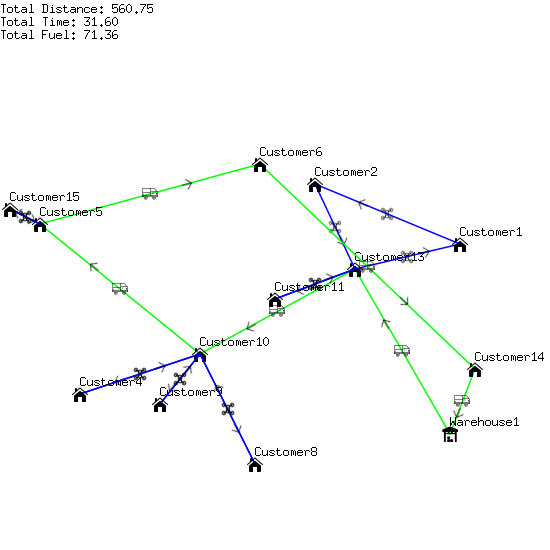 Total Distance: 560.75
Total Time: 31.60
Total Fuel: 71.36
Customer6
Customer2
Customer15
Customer5
Customer1
Customer13
Customer11
Customer10
Customer14
Customer4
Customer9
Warehouse1
Customer8